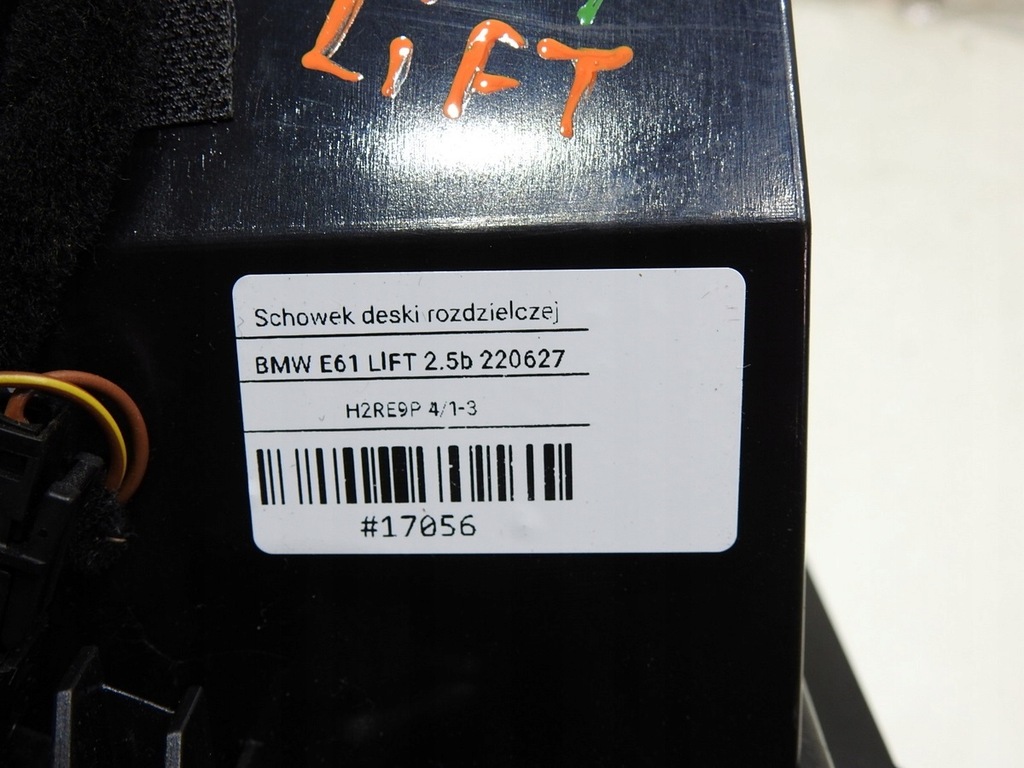 LIFT
Schowek deski rozdzielczej
BMW E61 LIFT 2.5b 220627
H2RE9P 4/1-3
#17056